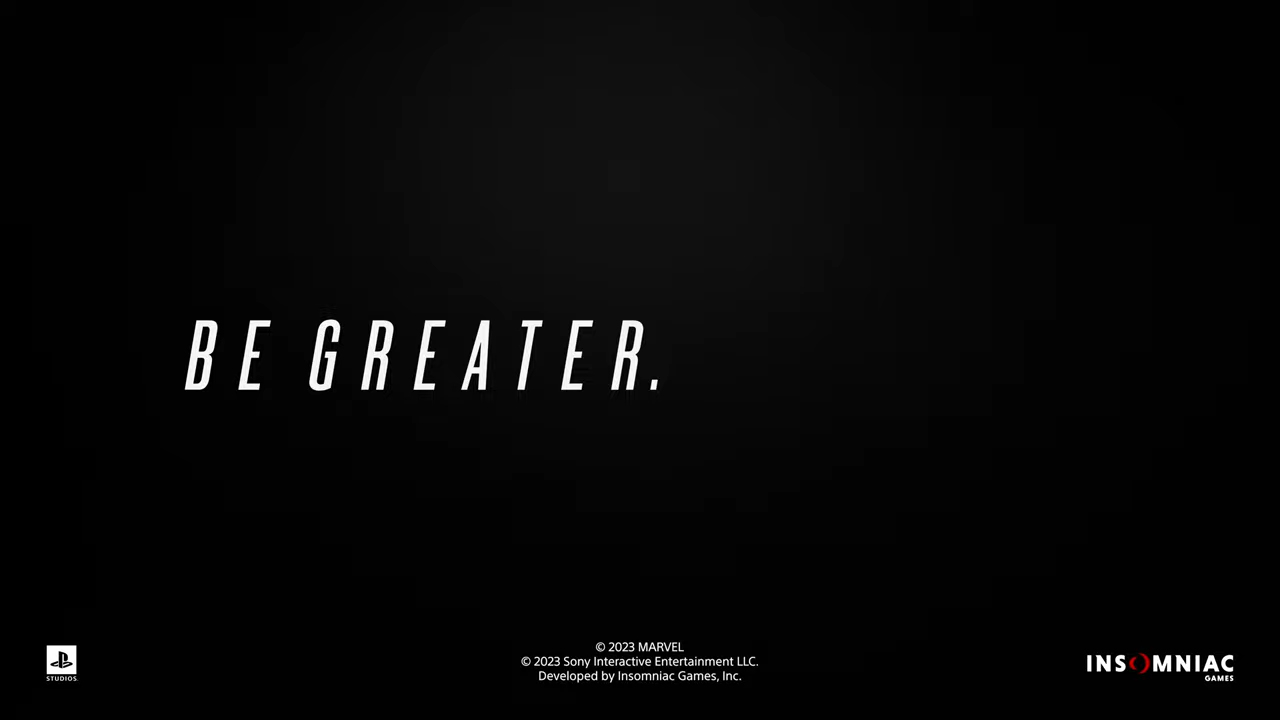 BE GREATER.
© 2023 MARVEL
© 2023 Sony Interactive Entertainment LLC.
Developed by Insomniac Games, Inc.
STUDIOS
INSOMNIAC
GAMES